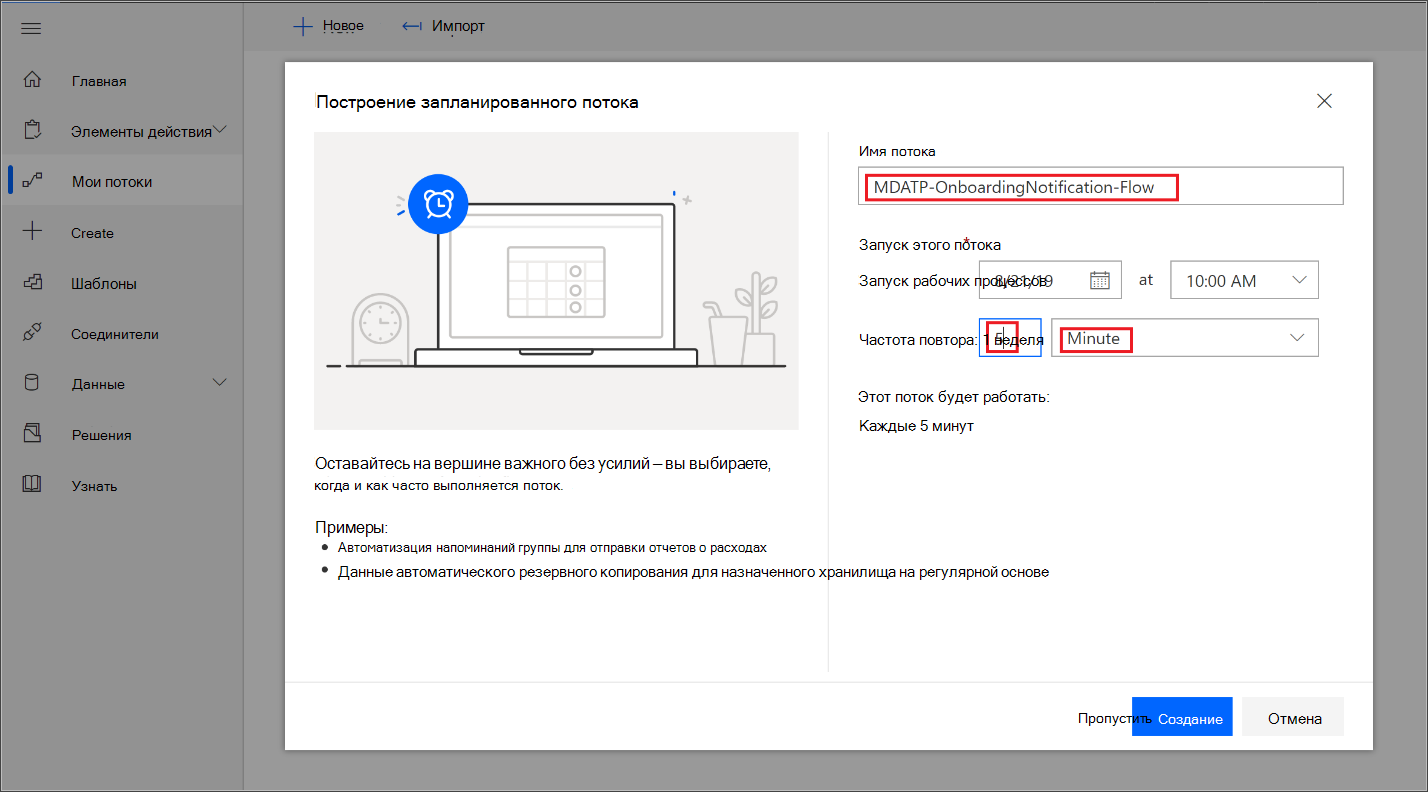 Новое
Импорт
Главная
Элементы действия
Мои потоки
Create
Шаблоны
Соединители
Данные
Решения
Узнать
Построение запланированного потока
Оставайтесь на вершине важного без усилий – вы выбираете,
когда и как часто выполняется поток.
Примеры:
• Автоматизация напоминаний группы для отправки отчетов о расходах
• Данные автоматического резервного копирования для назначенного хранилища на регулярной основе
Имя потока
MDATP-OnboardingNotification-Flow
Запуск этого потока *
Запуск рабочих процессов 8/21/19 at 10:00 AM
Частота повтора: 1 неделя 5 Minute
Этот поток будет работать:
Каждые 5 минут
Пропустить Создание Отмена